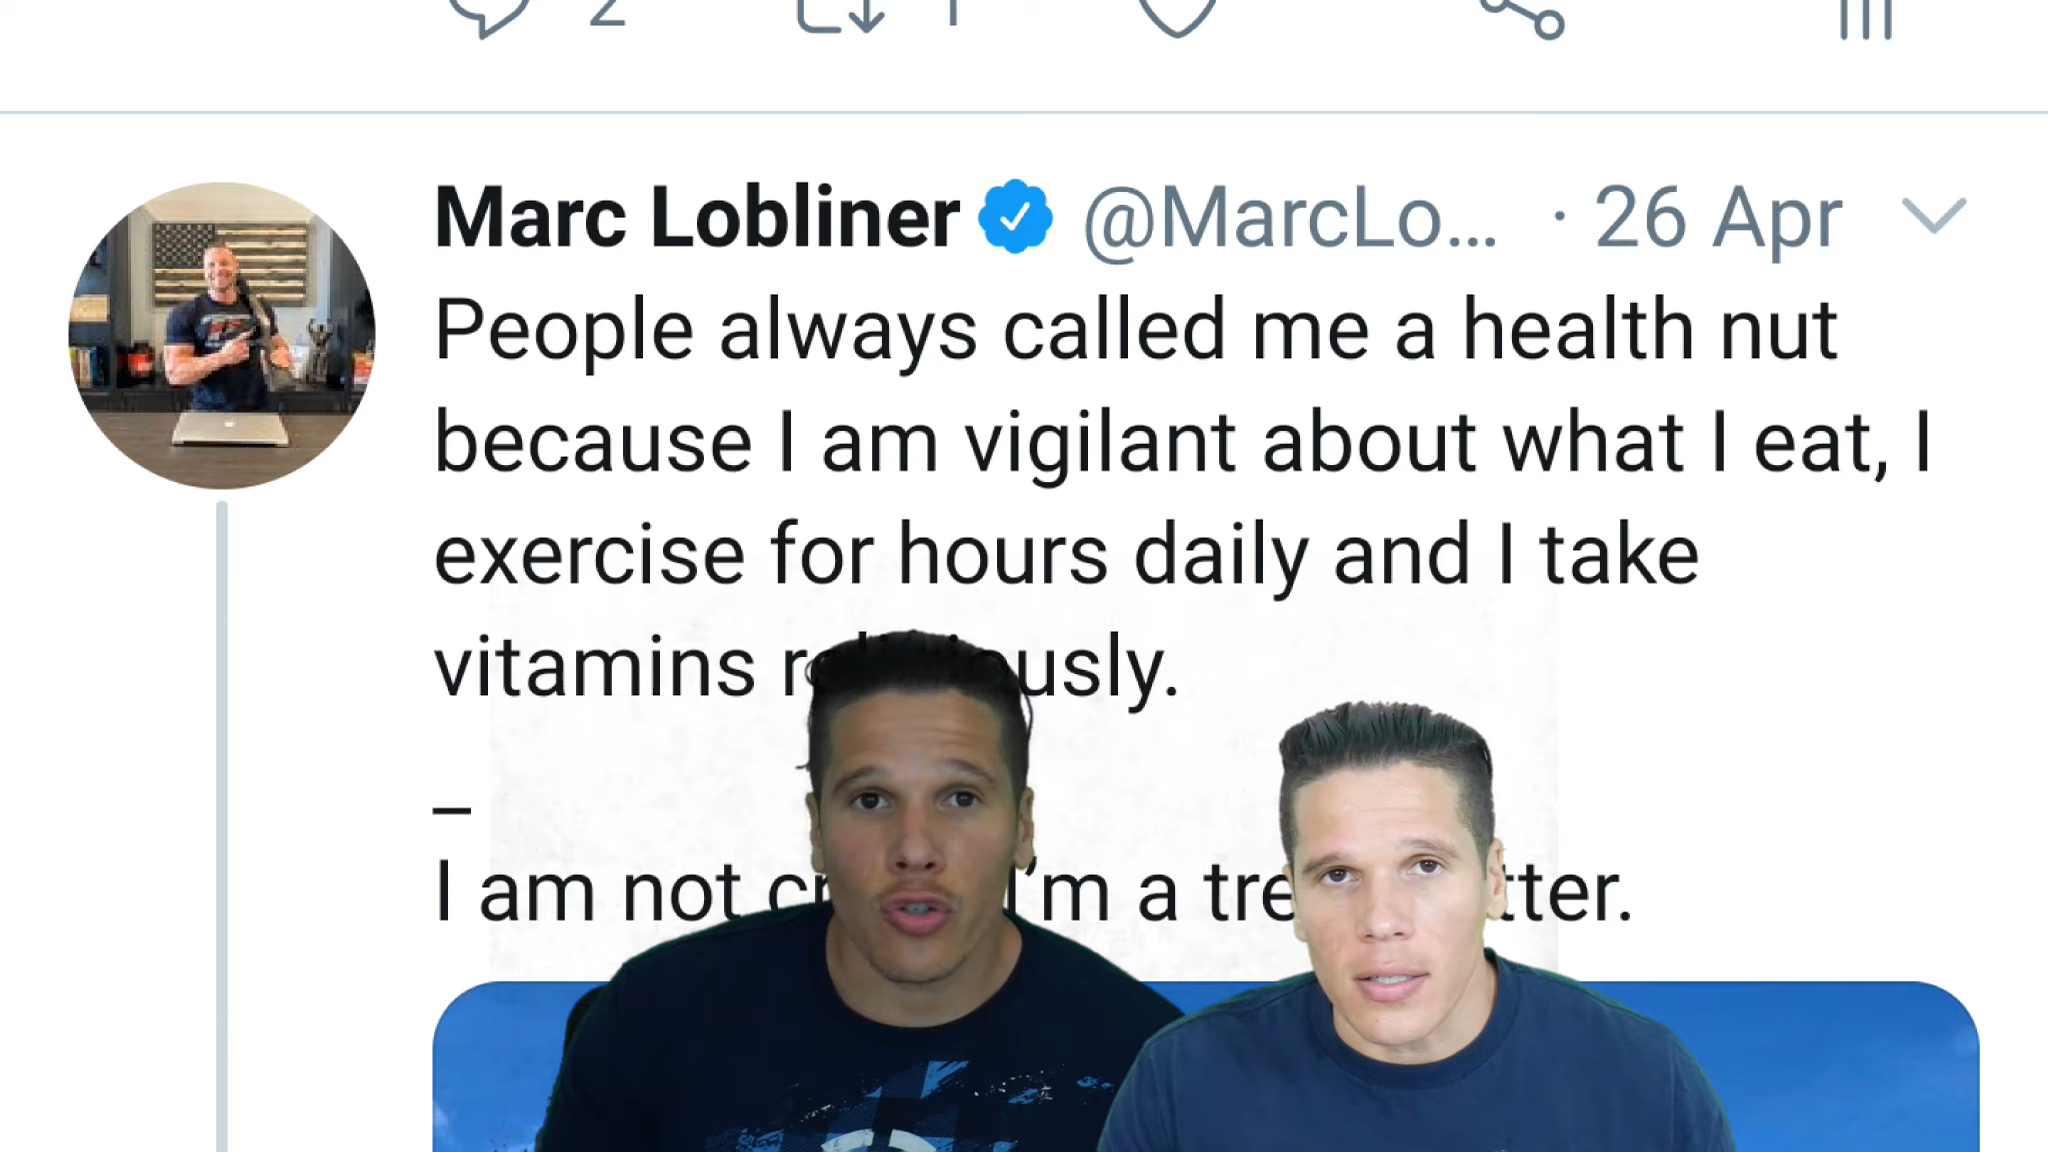 2 1
Marc Lobliner @MarcLo... · 26 Apr
People always called me a health nut
because I am vigilant about what I eat, I
exercise for hours daily and I take
vitamins r usly.
–
I am not cr I'm a tre tter.